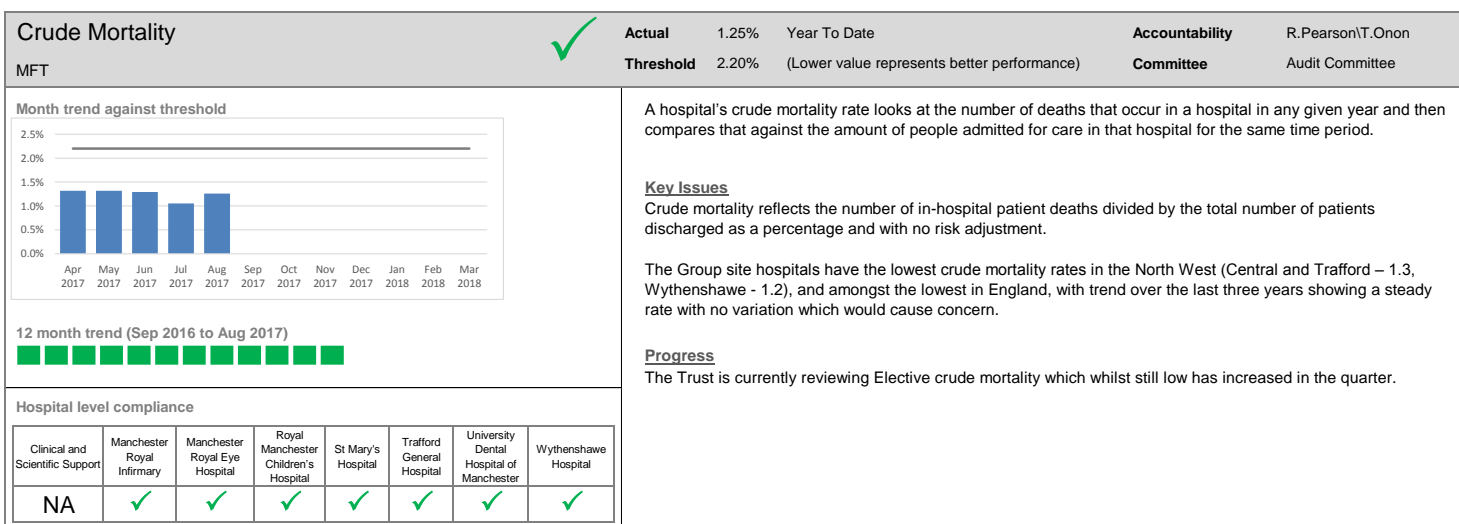 Crude Mortality
MFT
Actual 1.25% Year To Date
Threshold 2.20% (Lower value represents better performance)
Accountability R.Pearson\T.Onon
Committee Audit Committee
Month trend against threshold
2.5%
2.0%
1.5%
1.0%
0.5%
0.0%
Apr May Jun Jul Aug Sep Oct Nov Dec Jan Feb Mar
2017 2017 2017 2017 2017 2017 2017 2017 2017 2018 2018 2018
12 month trend (Sep 2016 to Aug 2017)
Hospital level compliance
Clinical and
Scientific Support
Manchester
Royal
Infirmary
Manchester
Royal Eye
Hospital
Royal
Manchester
Children's
Hospital
St Mary's
Hospital
Trafford
General
Hospital
University
Dental
Hospital of
Manchester
Wythenshawe
Hospital
NA ✓ ✓ ✓ ✓ ✓ ✓ ✓
A hospital's crude mortality rate looks at the number of deaths that occur in a hospital in any given year and then
compares that against the amount of people admitted for care in that hospital for the same time period.
Key Issues
Crude mortality reflects the number of in-hospital patient deaths divided by the total number of patients
discharged as a percentage and with no risk adjustment.
The Group site hospitals have the lowest crude mortality rates in the North West (Central and Trafford – 1.3,
Wythenshawe - 1.2), and amongst the lowest in England, with trend over the last three years showing a steady
rate with no variation which would cause concern.
Progress
The Trust is currently reviewing Elective crude mortality which whilst still low has increased in the quarter.